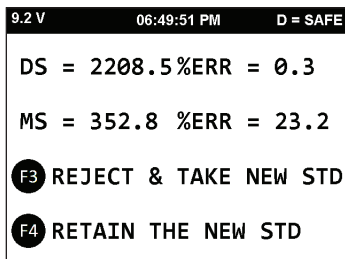 9.2 V 06:49:51 PM D = SAFE
DS = 2208.5 %ERR = 0.3
MS = 352.8 %ERR = 23.2
F3 REJECT & TAKE NEW STD
F4 RETAIN THE NEW STD